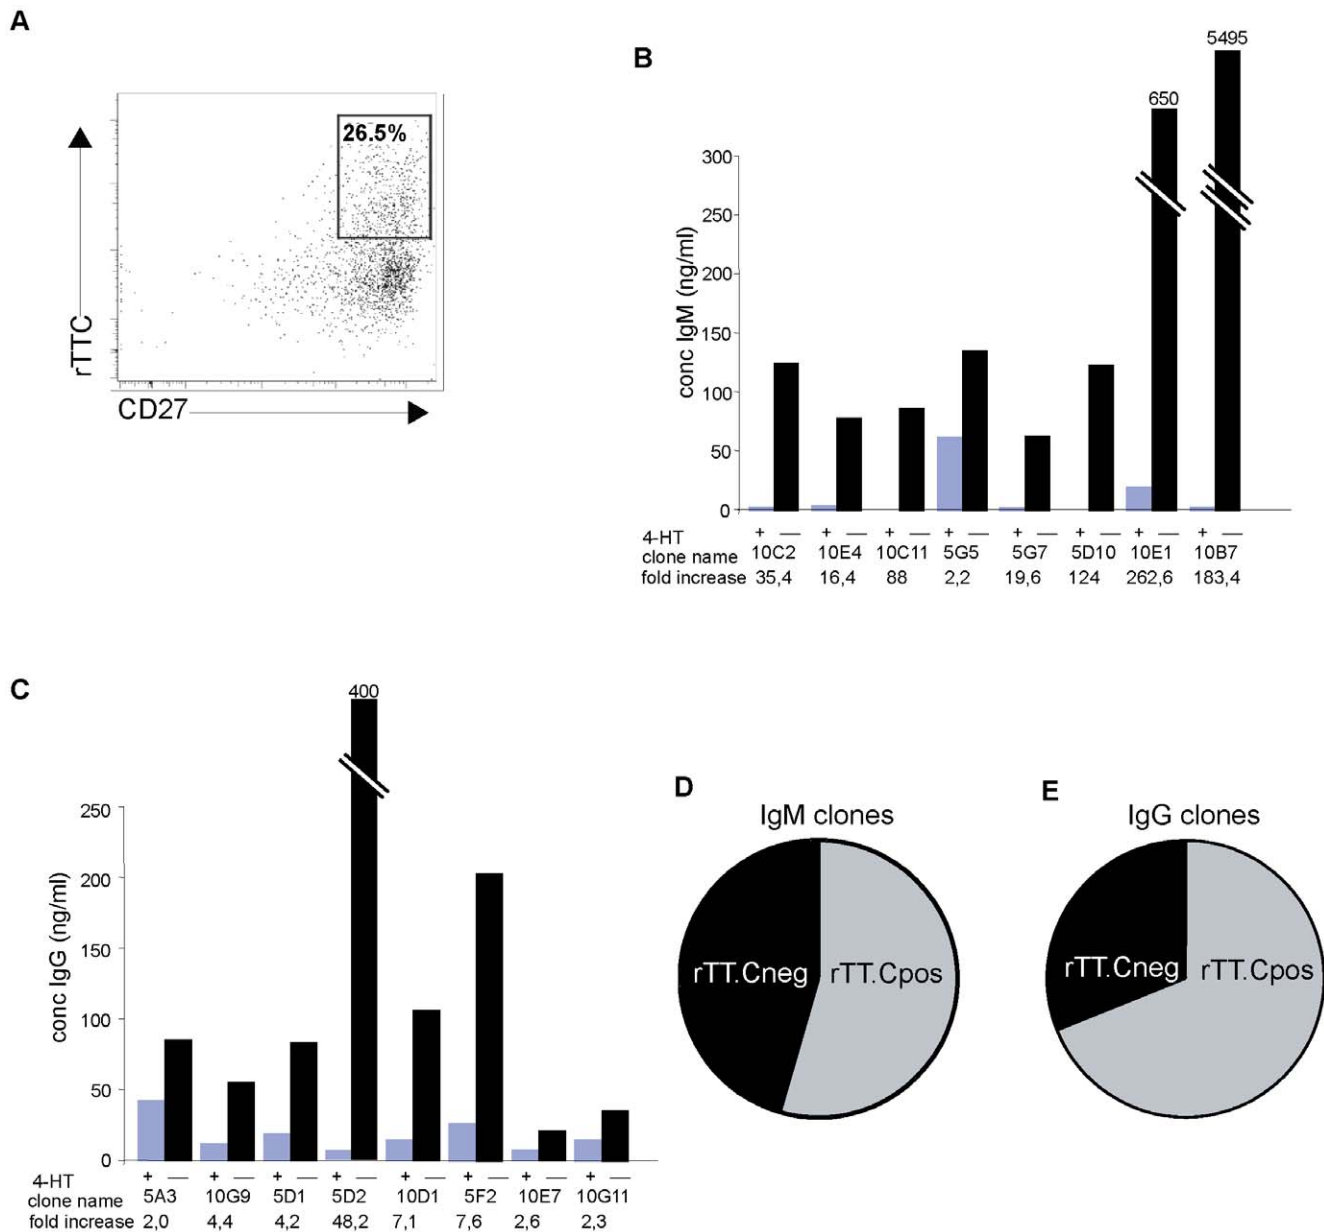 A
26.5%
rTTC
CD27
B
5495
650
300
250
200
150
100
50
0
conc IgM (ng/ml)
4-HT + — + — + — + — + — + — + — + —
clone name 10C2 10E4 10C11 5G5 5G7 5D10 10E1 10B7
fold increase 35,4 16,4 88 2,2 19,6 124 262,6 183,4
C
400
250
200
150
100
50
0
conc IgG (ng/ml)
4-HT + — + — + — + — + — + — + — + —
clone name 5A3 10G9 5D1 5D2 10D1 5F2 10E7 10G11
fold increase 2,0 4,4 4,2 48,2 7,1 7,6 2,6 2,3
D
IgM clones
rTT.Cneg rTT.Cpos
E
IgG clones
rTT.Cneg rTT.Cpos